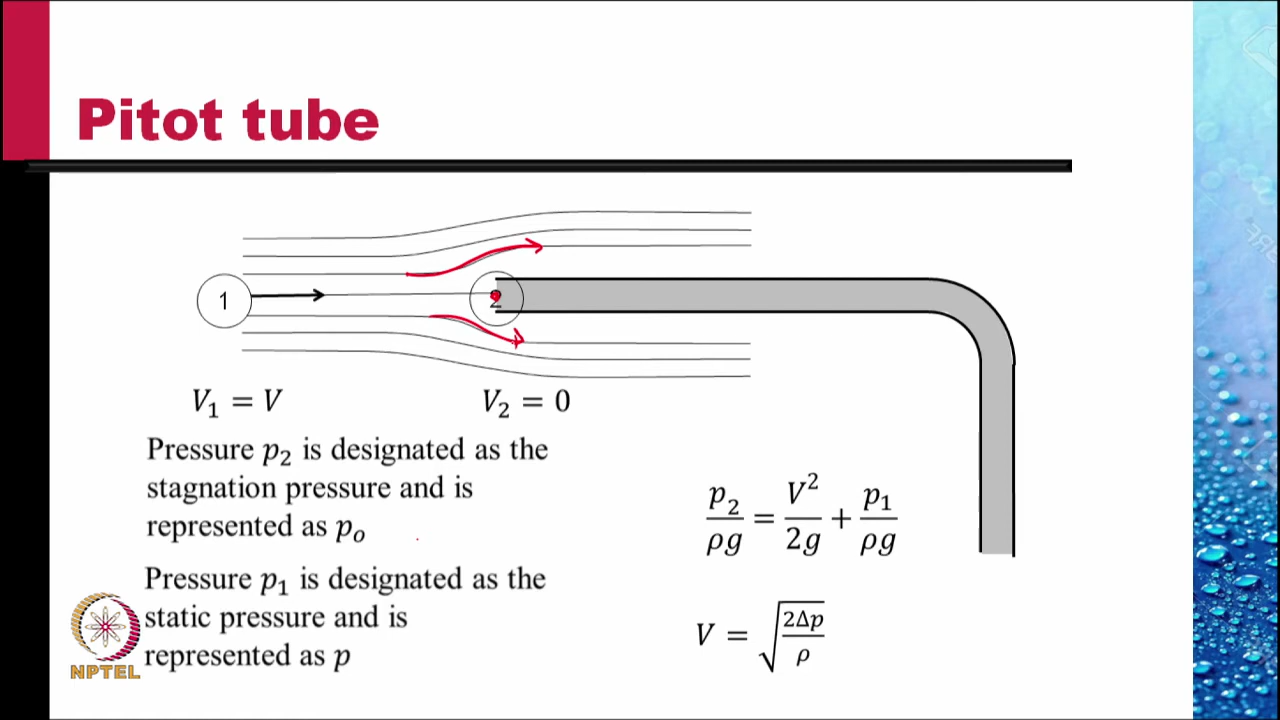 Pitot tube
1
2
V₁ = V
V₂ = 0
Pressure p₂ is designated as the
stagnation pressure and is
represented as pₒ
Pressure p₁ is designated as the
static pressure and is
represented as p
p₂/ρg = V²/2g + p₁/ρg
V = √(2Δp/ρ)
NPTEL